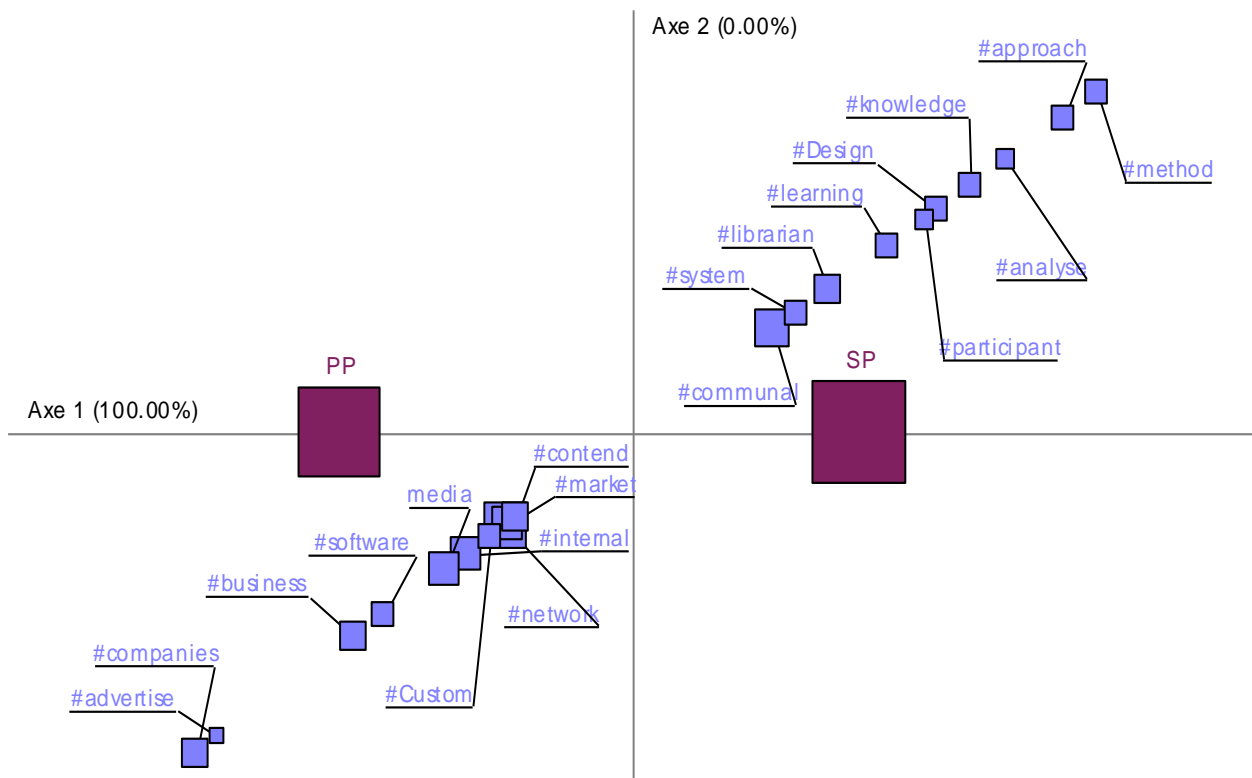 Axe 2 (0.00%)
#approach
#knowledge
#Design
#method
#learning
#librarian
#system
#analyse
#participant
PP
SP
#communal
Axe 1 (100.00%)
#contend
media
#market
#software
#internal
#business
#network
#companies
#advertise
#Custom